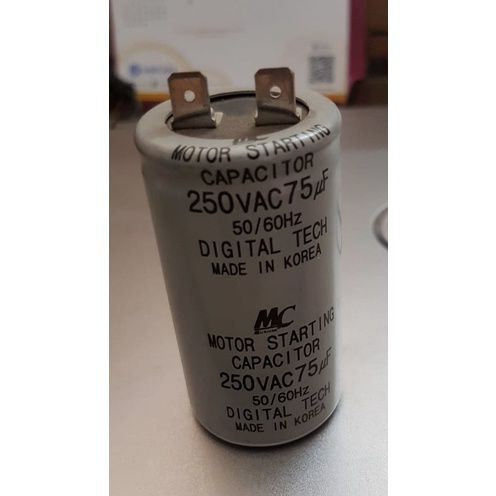 MC
MOTOR STARTING
CAPACITOR
250VAC75µF
50/60Hz
DIGITAL TECH
MADE IN KOREA
MC
MOTOR STARTING
CAPACITOR
250VAC75µF
50/60Hz
DIGITAL TECH
MADE IN KOREA